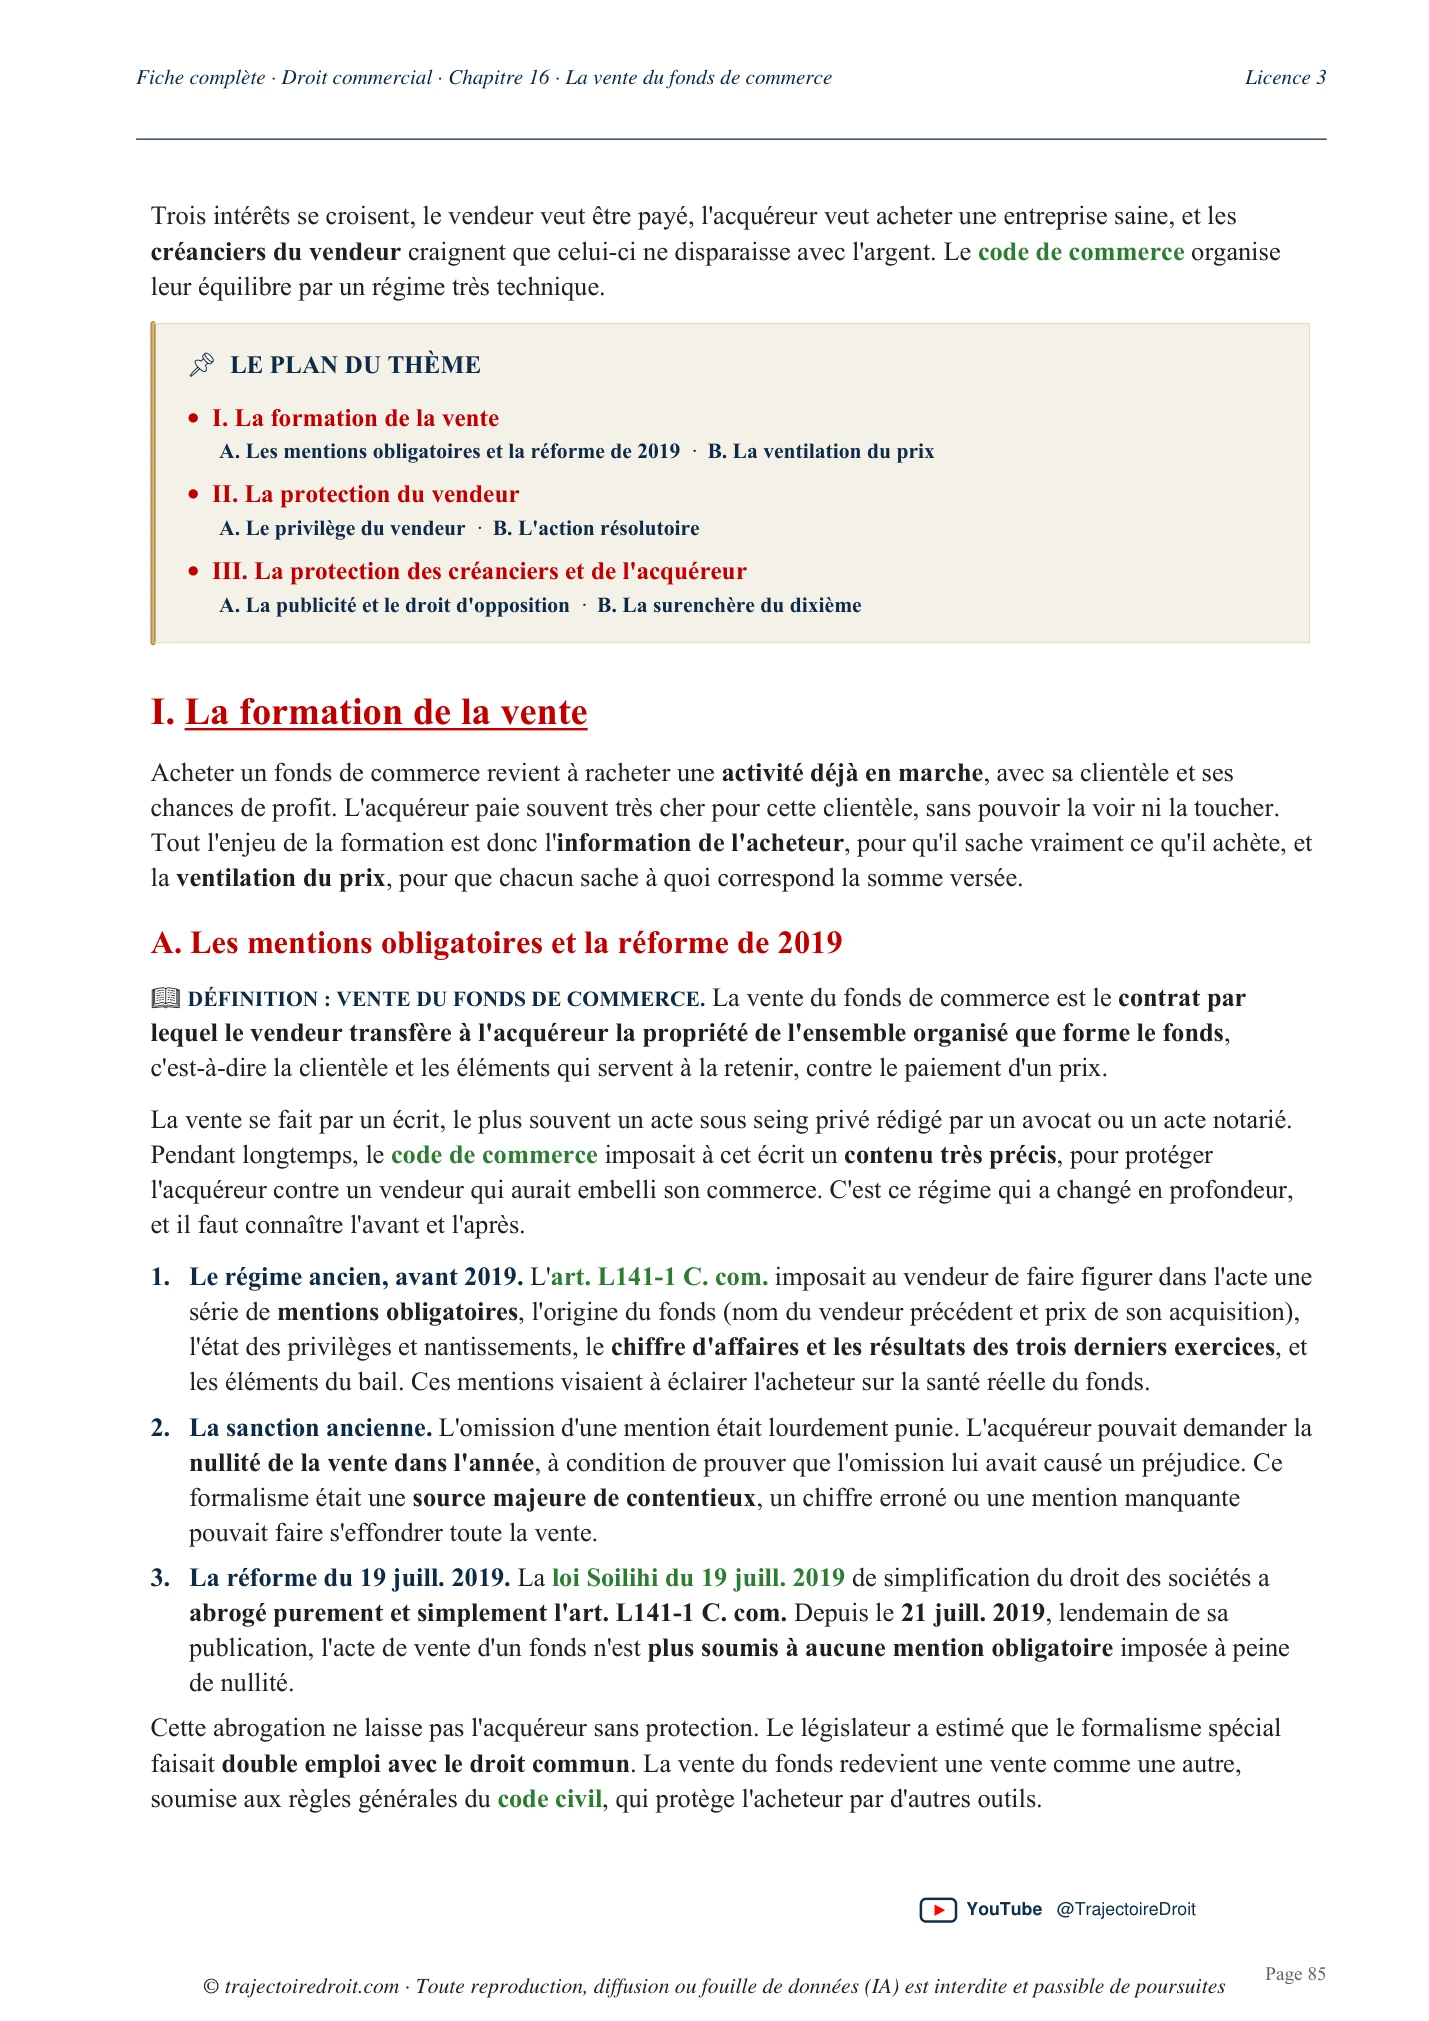 Fiche complète · Droit commercial · Chapitre 16 · La vente du fonds de commerce
Licence 3
Trois intérêts se croisent, le vendeur veut être payé, l'acquéreur veut acheter une entreprise saine, et les
créanciers du vendeur craignent que celui-ci ne disparaisse avec l'argent. Le code de commerce organise
leur équilibre par un régime très technique.
LE PLAN DU THÈME
• I. La formation de la vente
A. Les mentions obligatoires et la réforme de 2019 · B. La ventilation du prix
• II. La protection du vendeur
A. Le privilège du vendeur · B. L'action résolutoire
• III. La protection des créanciers et de l'acquéreur
A. La publicité et le droit d'opposition · B. La surenchère du dixième
I. La formation de la vente
Acheter un fonds de commerce revient à racheter une activité déjà en marche, avec sa clientèle et ses
chances de profit. L'acquéreur paie souvent très cher pour cette clientèle, sans pouvoir la voir ni la toucher.
Tout l'enjeu de la formation est donc l'information de l'acheteur, pour qu'il sache vraiment ce qu'il achète, et
la ventilation du prix, pour que chacun sache à quoi correspond la somme versée.
A. Les mentions obligatoires et la réforme de 2019
DÉFINITION : VENTE DU FONDS DE COMMERCE. La vente du fonds de commerce est le contrat par
lequel le vendeur transfère à l'acquéreur la propriété de l'ensemble organisé que forme le fonds,
c'est-à-dire la clientèle et les éléments qui servent à la retenir, contre le paiement d'un prix.
La vente se fait par un écrit, le plus souvent un acte sous seing privé rédigé par un avocat ou un acte notarié.
Pendant longtemps, le code de commerce imposait à cet écrit un contenu très précis, pour protéger
l'acquéreur contre un vendeur qui aurait embelli son commerce. C'est ce régime qui a changé en profondeur,
et il faut connaître l'avant et l'après.
1. Le régime ancien, avant 2019. L'art. L141-1 C. com. imposait au vendeur de faire figurer dans l'acte une
série de mentions obligatoires, l'origine du fonds (nom du vendeur précédent et prix de son acquisition),
l'état des privilèges et nantissements, le chiffre d'affaires et les résultats des trois derniers exercices, et
les éléments du bail. Ces mentions visaient à éclairer l'acheteur sur la santé réelle du fonds.
2. La sanction ancienne. L'omission d'une mention était lourdement punie. L'acquéreur pouvait demander la
nullité de la vente dans l'année, à condition de prouver que l'omission lui avait causé un préjudice. Ce
formalisme était une source majeure de contentieux, un chiffre erroné ou une mention manquante
pouvait faire s'effondrer toute la vente.
3. La réforme du 19 juill. 2019. La loi Soilihi du 19 juill. 2019 de simplification du droit des sociétés a
abrogé purement et simplement l'art. L141-1 C. com. Depuis le 21 juill. 2019, lendemain de sa
publication, l'acte de vente d'un fonds n'est plus soumis à aucune mention obligatoire imposée à peine
de nullité.
Cette abrogation ne laisse pas l'acquéreur sans protection. Le législateur a estimé que le formalisme spécial
faisait double emploi avec le droit commun. La vente du fonds redevient une vente comme une autre,
soumise aux règles générales du code civil, qui protège l'acheteur par d'autres outils.
YouTube @TrajectoireDroit
© trajectoiredroit.com · Toute reproduction, diffusion ou fouille de données (IA) est interdite et passible de poursuites
Page 85